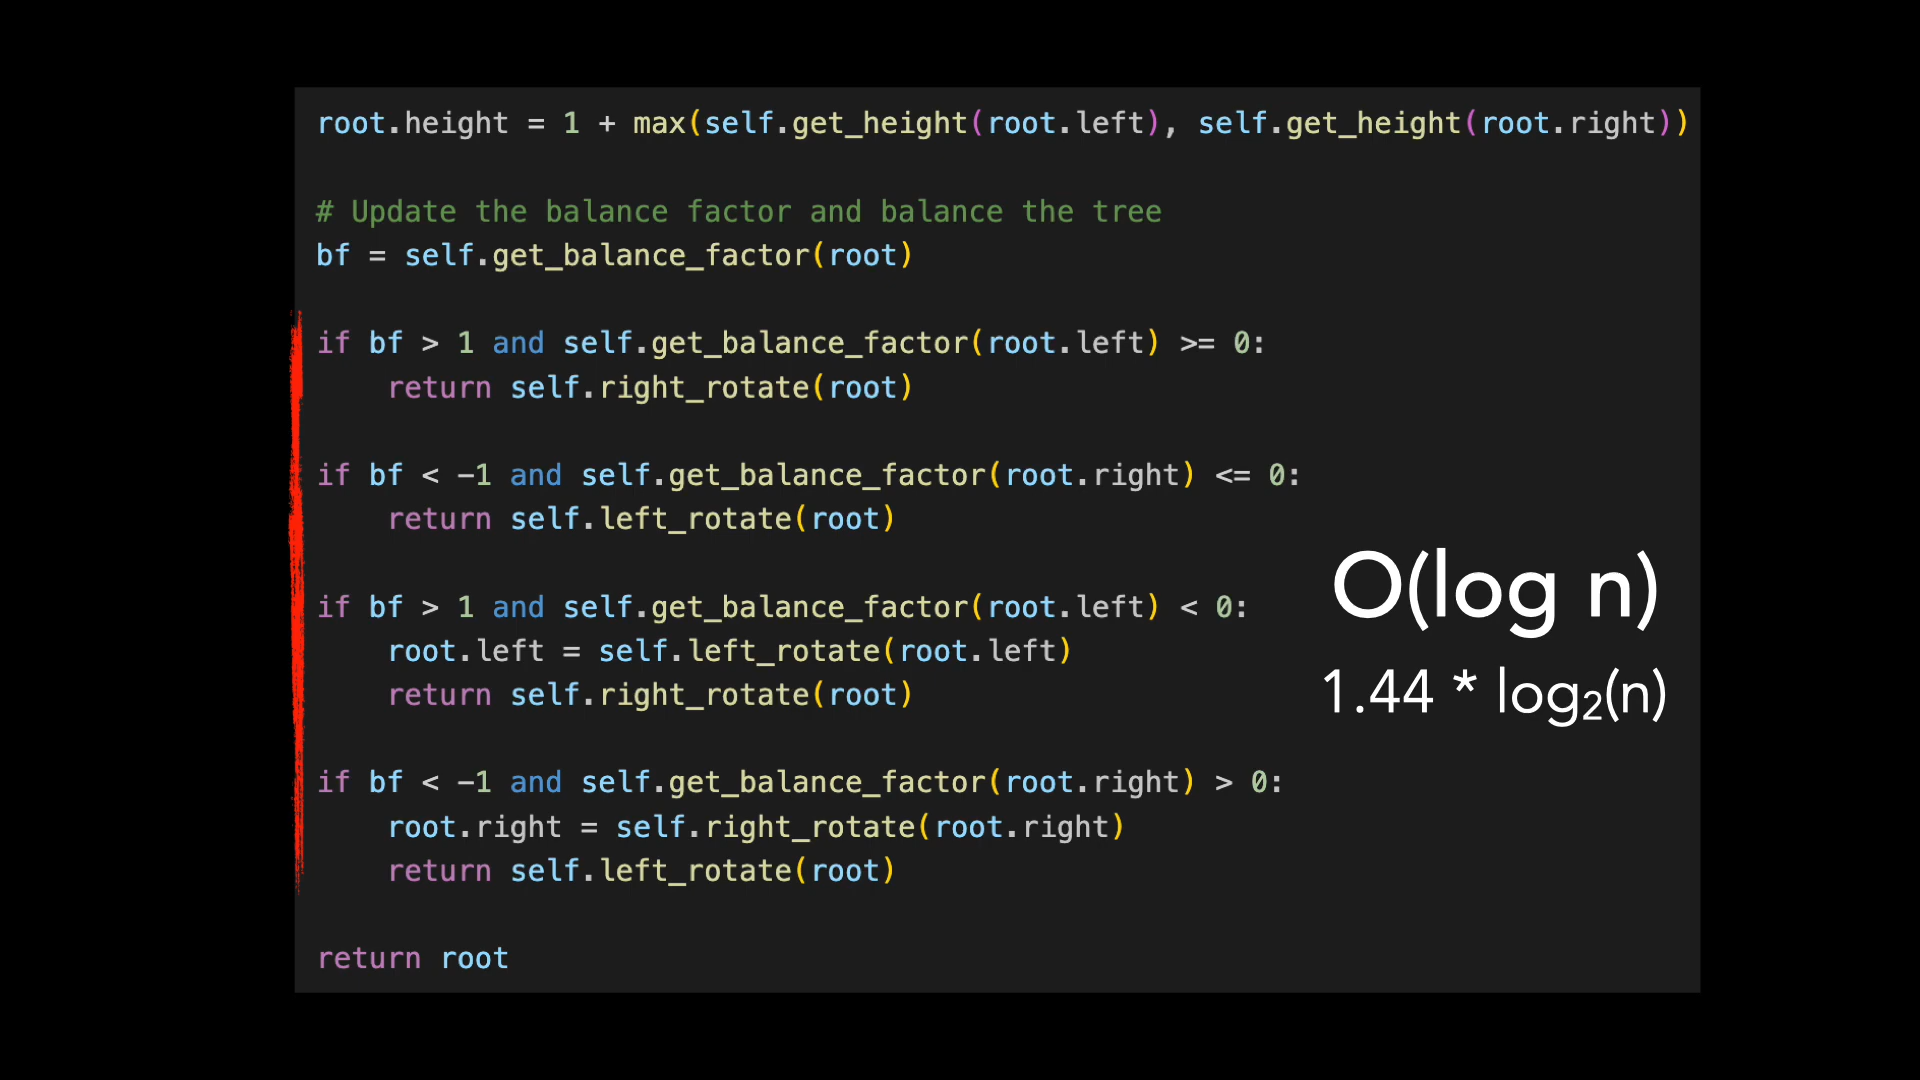 root.height = 1 + max(self.get_height(root.left), self.get_height(root.right))
# Update the balance factor and balance the tree
bf = self.get_balance_factor(root)
if bf > 1 and self.get_balance_factor(root.left) >= 0:
    return self.right_rotate(root)
if bf < -1 and self.get_balance_factor(root.right) <= 0:
    return self.left_rotate(root)
if bf > 1 and self.get_balance_factor(root.left) < 0:
    root.left = self.left_rotate(root.left)
    return self.right_rotate(root)
if bf < -1 and self.get_balance_factor(root.right) > 0:
    root.right = self.right_rotate(root.right)
    return self.left_rotate(root)
return root
O(log n)
1.44 * log₂(n)